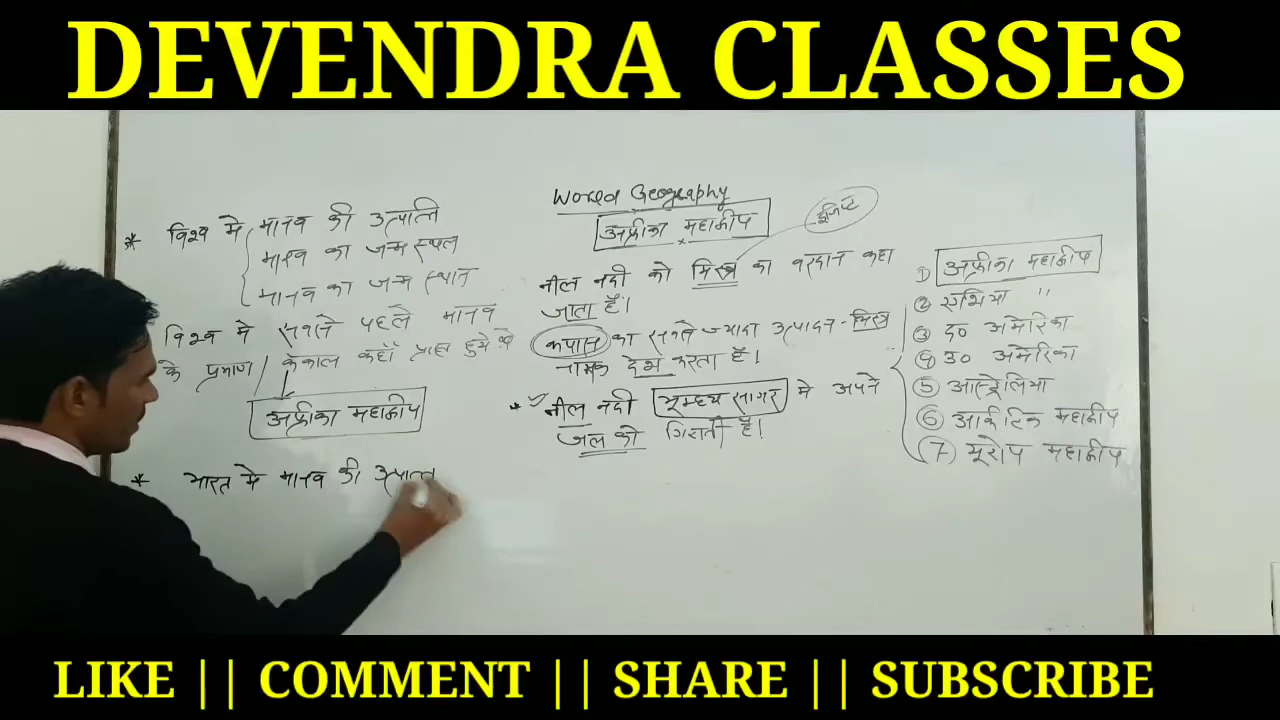 DEVENDRA CLASSES
World Geography
अफ्रीका महाद्वीप
इजिप्ट
* विश्व मे मानव की उत्पत्ति
मानव का जन्म स्थल
मानव का जन्म स्थान
विश्व मे सबसे पहले मानव
के प्रमाण / कंकाल कहाँ प्राप्त हुये थे
अफ्रीका महाद्वीप
* भारत मे मानव की उत्पत्ति
नील नदी को मिस्त्र का वरदान कहा
जाता हैं।
कपास का सबसे ज्यादा उत्पादन - मिस्त्र
नामक देश करता हैं।
* नील नदी भूमध्य सागर मे अपने
जल को गिराती हैं।
① अफ्रीका महाद्वीप
② एशिया "
③ द० अमेरिका
④ उ० अमेरिका
⑤ आस्ट्रेलिया
⑥ आर्कटिक महाद्वीप
(7) यूरोप महाद्वीप
LIKE || COMMENT || SHARE || SUBSCRIBE